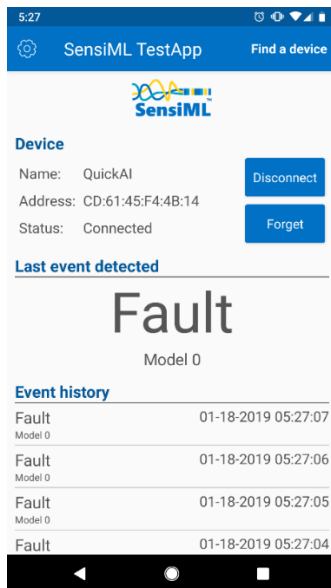 5:27
SensiML TestApp Find a device
SensiML
Device
Name: QuickAI Disconnect
Address: CD:61:45:F4:4B:14
Status: Connected Forget
Last event detected
Fault
Model 0
Event history
Fault 01-18-2019 05:27:07
Model 0
Fault 01-18-2019 05:27:06
Model 0
Fault 01-18-2019 05:27:05
Model 0
Fault 01-18-2019 05:27:04